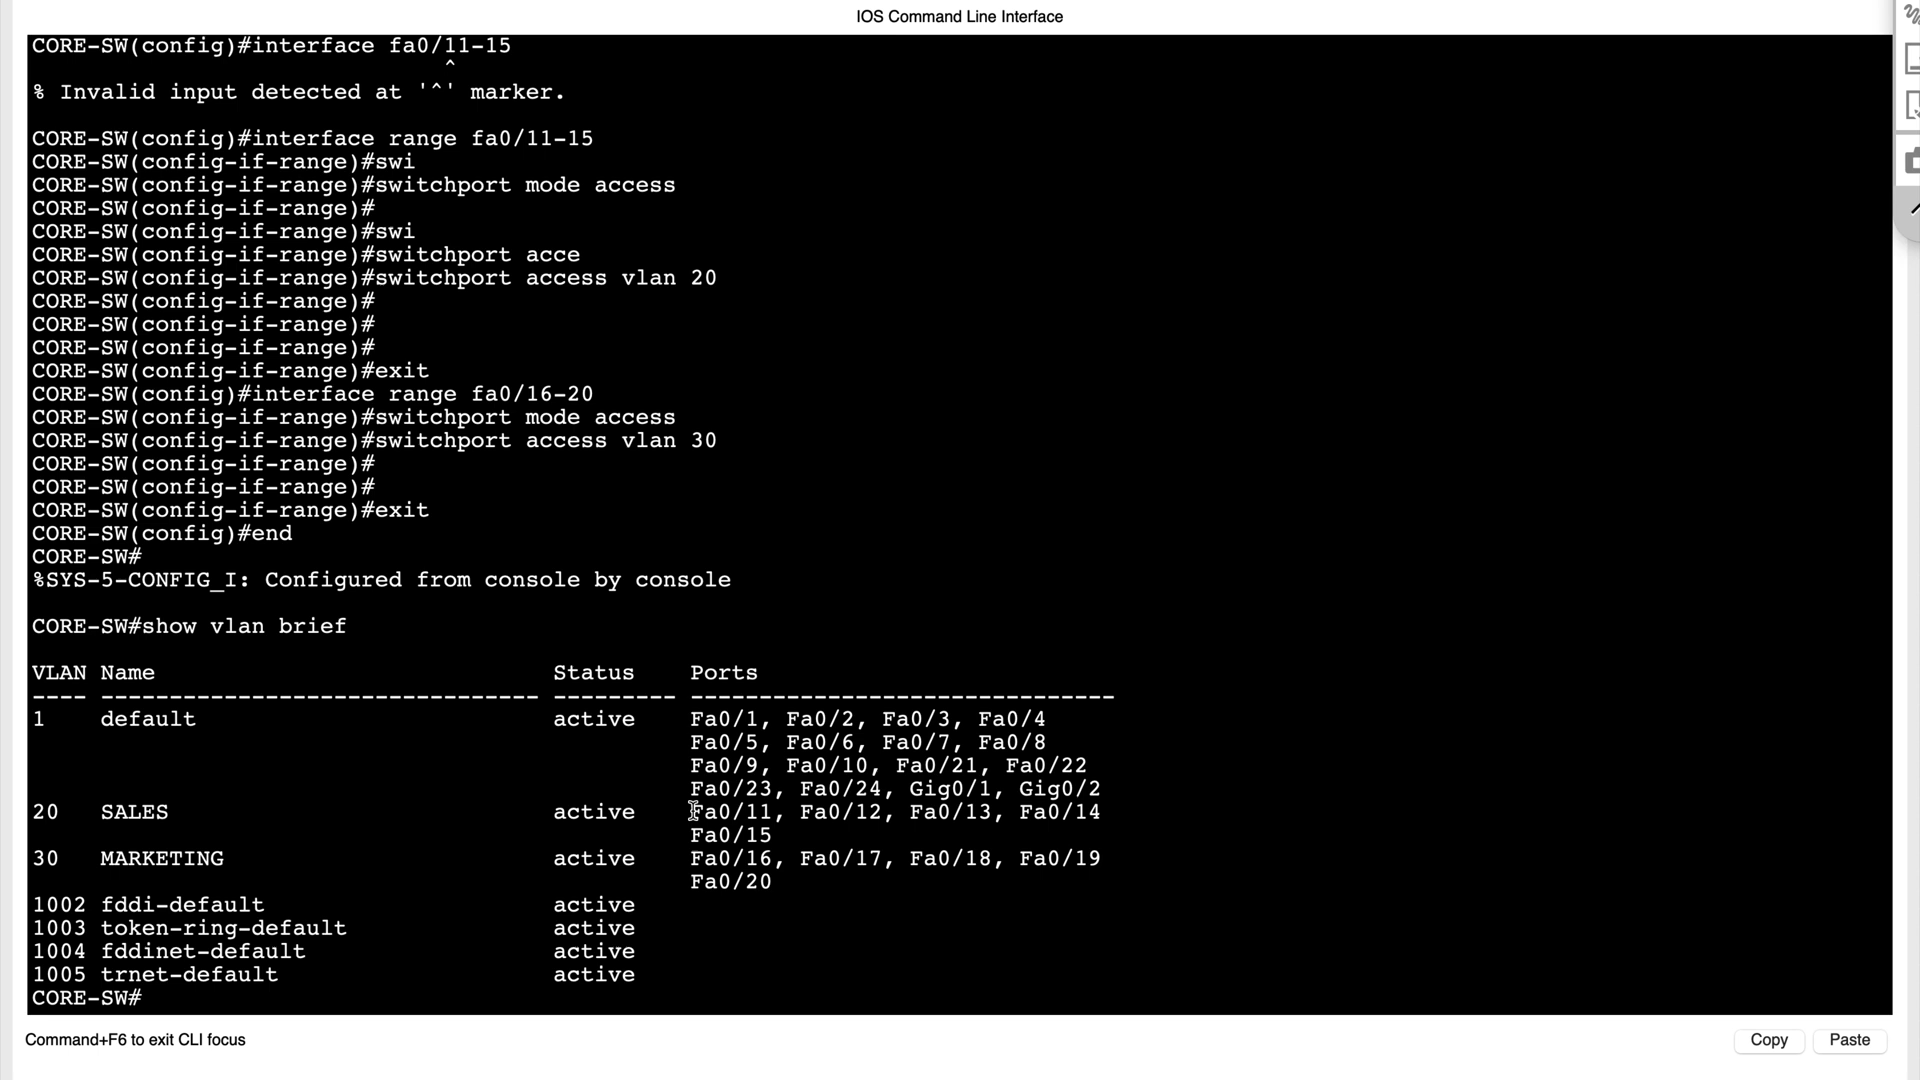 IOS Command Line Interface
CORE-SW(config)#interface fa0/11-15
^
% Invalid input detected at '^' marker.
CORE-SW(config)#interface range fa0/11-15
CORE-SW(config-if-range)#swi
CORE-SW(config-if-range)#switchport mode access
CORE-SW(config-if-range)#
CORE-SW(config-if-range)#swi
CORE-SW(config-if-range)#switchport acce
CORE-SW(config-if-range)#switchport access vlan 20
CORE-SW(config-if-range)#
CORE-SW(config-if-range)#
CORE-SW(config-if-range)#
CORE-SW(config-if-range)#exit
CORE-SW(config)#interface range fa0/16-20
CORE-SW(config-if-range)#switchport mode access
CORE-SW(config-if-range)#switchport access vlan 30
CORE-SW(config-if-range)#
CORE-SW(config-if-range)#
CORE-SW(config-if-range)#exit
CORE-SW(config)#end
CORE-SW#
%SYS-5-CONFIG_I: Configured from console by console
CORE-SW#show vlan brief
VLAN Name                             Status    Ports
---- -------------------------------- --------- -------------------------------
1    default                          active    Fa0/1, Fa0/2, Fa0/3, Fa0/4
                                                Fa0/5, Fa0/6, Fa0/7, Fa0/8
                                                Fa0/9, Fa0/10, Fa0/21, Fa0/22
                                                Fa0/23, Fa0/24, Gig0/1, Gig0/2
20   SALES                            active    Fa0/11, Fa0/12, Fa0/13, Fa0/14
                                                Fa0/15
30   MARKETING                        active    Fa0/16, Fa0/17, Fa0/18, Fa0/19
                                                Fa0/20
1002 fddi-default                     active
1003 token-ring-default               active
1004 fddinet-default                  active
1005 trnet-default                    active
CORE-SW#
Command+F6 to exit CLI focus
Copy
Paste